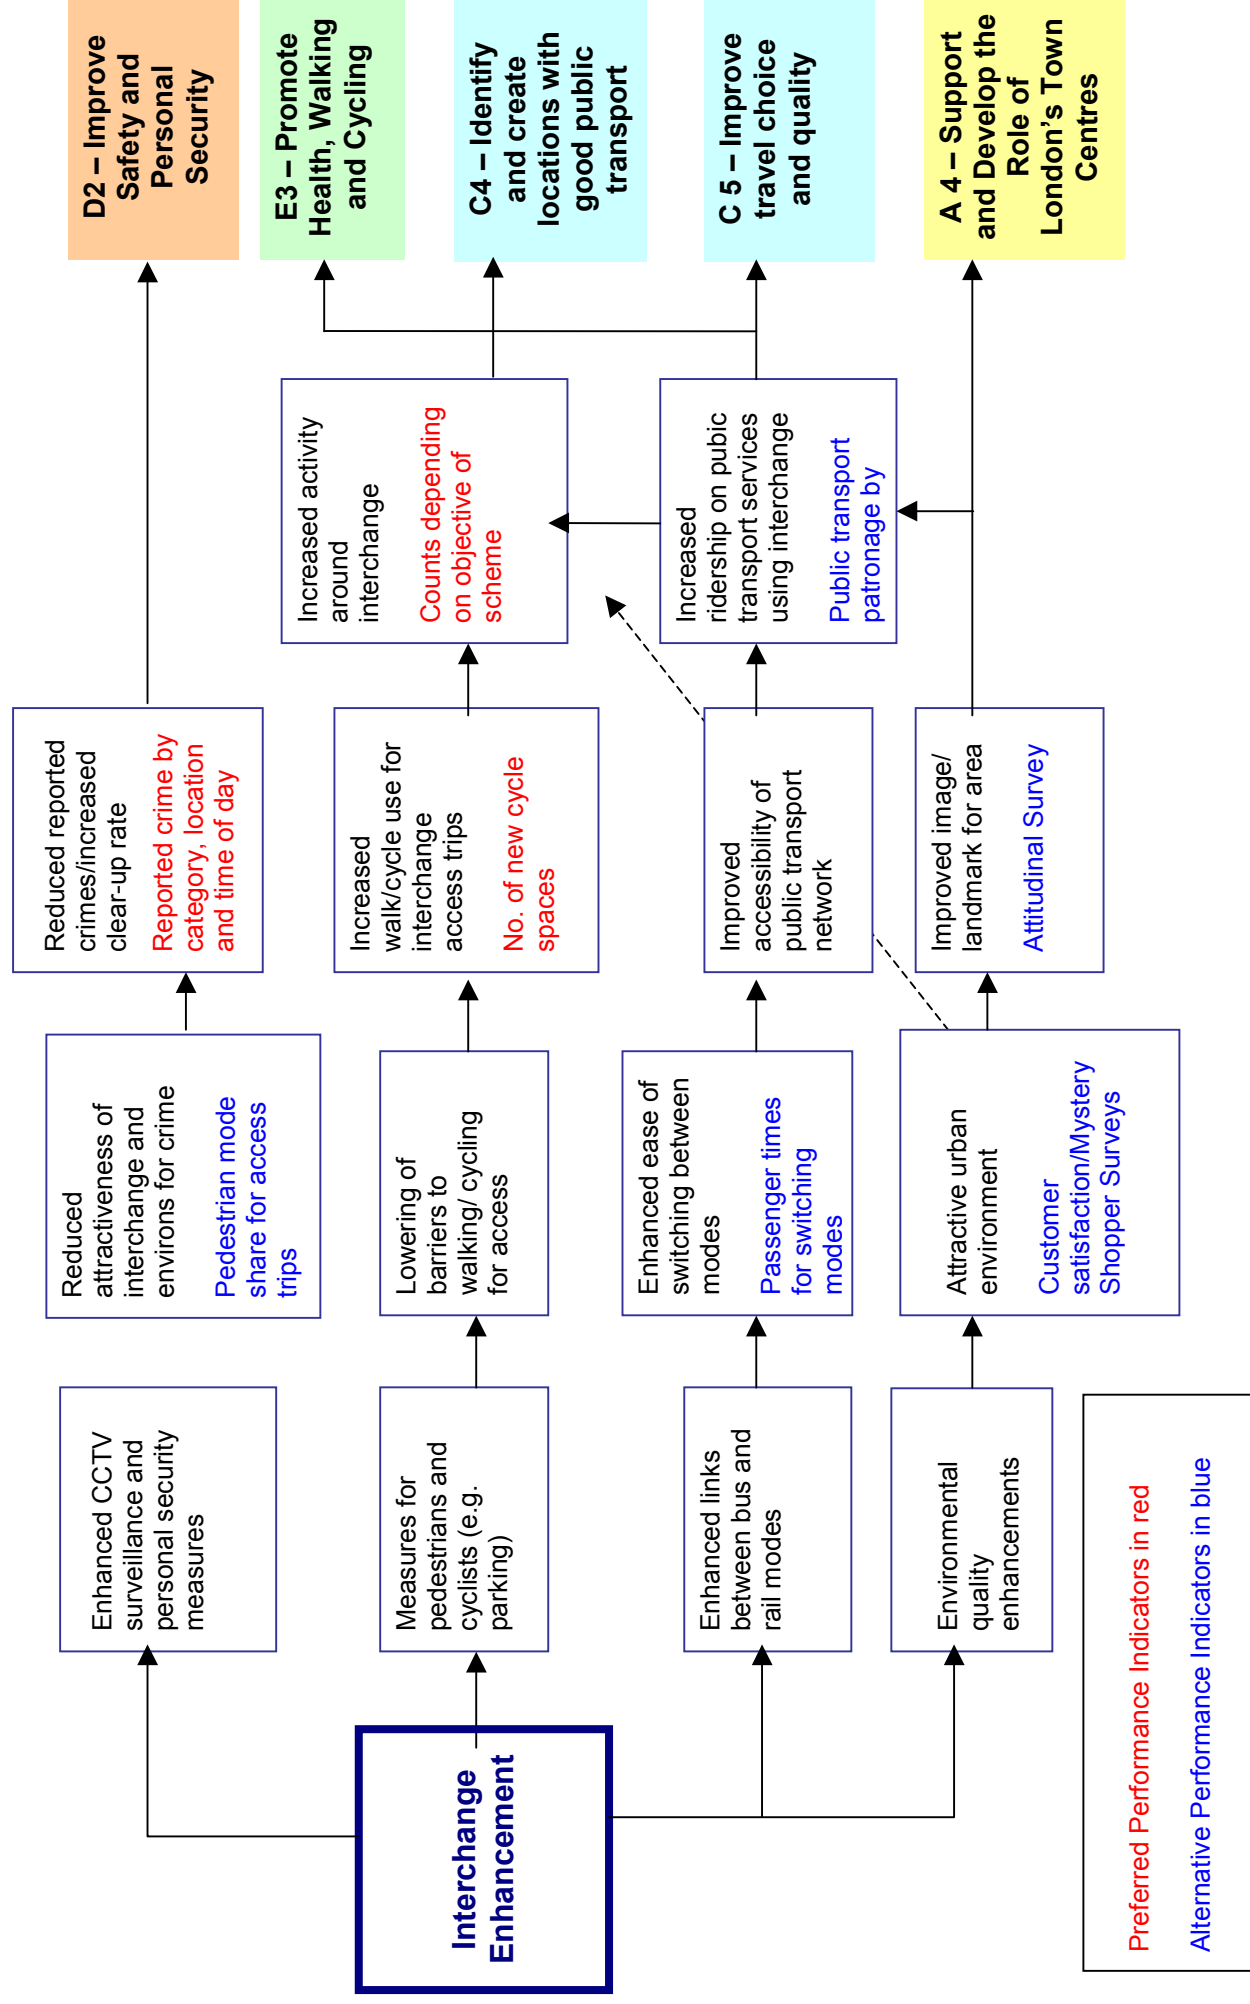 Interchange
Enhancement
Enhanced CCTV
surveillance and
personal security
measures
Measures for
pedestrians and
cyclists (e.g.
parking)
Enhanced links
between bus and
rail modes
Environmental
quality
enhancements
Reduced
attractiveness of
interchange and
environs for crime
Pedestrian mode
share for access
trips
Lowering of
barriers to
walking/ cycling
for access
Enhanced ease of
switching between
modes
Passenger times
for switching
modes
Attractive urban
environment
Customer
satisfaction/Mystery
Shopper Surveys
Reduced reported
crimes/increased
clear-up rate
Reported crime by
category, location
and time of day
Increased
walk/cycle use for
interchange
access trips
No. of new cycle
spaces
Improved
accessibility of
public transport
network
Improved image/
landmark for area
Attitudinal Survey
Increased activity
around
interchange
Counts depending
on objective of
scheme
Increased
ridership on pubic
transport services
using interchange
Public transport
patronage by
D2 – Improve
Safety and
Personal
Security
E3 – Promote
Health, Walking
and Cycling
C4 – Identify
and create
locations with
good public
transport
C 5 – Improve
travel choice
and quality
A 4 – Support
and Develop the
Role of
London's Town
Centres
Preferred Performance Indicators in red
Alternative Performance Indicators in blue